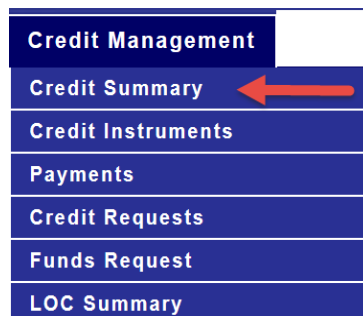 Credit Management
Credit Summary
Credit Instruments
Payments
Credit Requests
Funds Request
LOC Summary